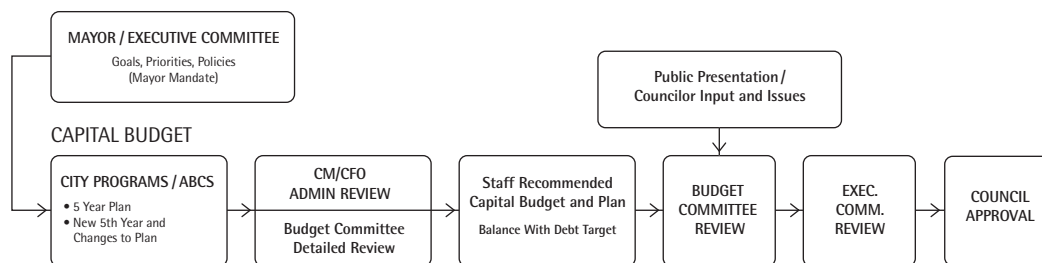 MAYOR / EXECUTIVE COMMITTEE
Goals, Priorities, Policies
(Mayor Mandate)
Public Presentation /
Councilor Input and Issues
CAPITAL BUDGET
CITY PROGRAMS / ABCS
• 5 Year Plan
• New 5th Year and
Changes to Plan
CM/CFO
ADMIN REVIEW
Budget Committee
Detailed Review
Staff Recommended
Capital Budget and Plan
Balance With Debt Target
BUDGET
COMMITTEE
REVIEW
EXEC.
COMM.
REVIEW
COUNCIL
APPROVAL